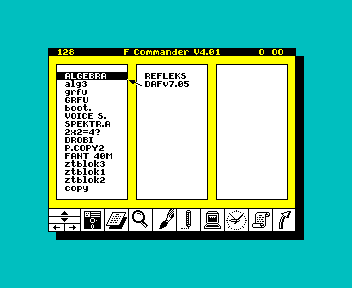 128 F Commander V4.01 0 00
ALGEBRA
alg3
grfu
GRFU
boot.
VOICE S.
SPEKTR.A
2x2=4?
DROBI
P.COPY2
FANT 40M
ztblok3
ztblok1
ztblok2
copy
REFLEKS
DAFv7.05